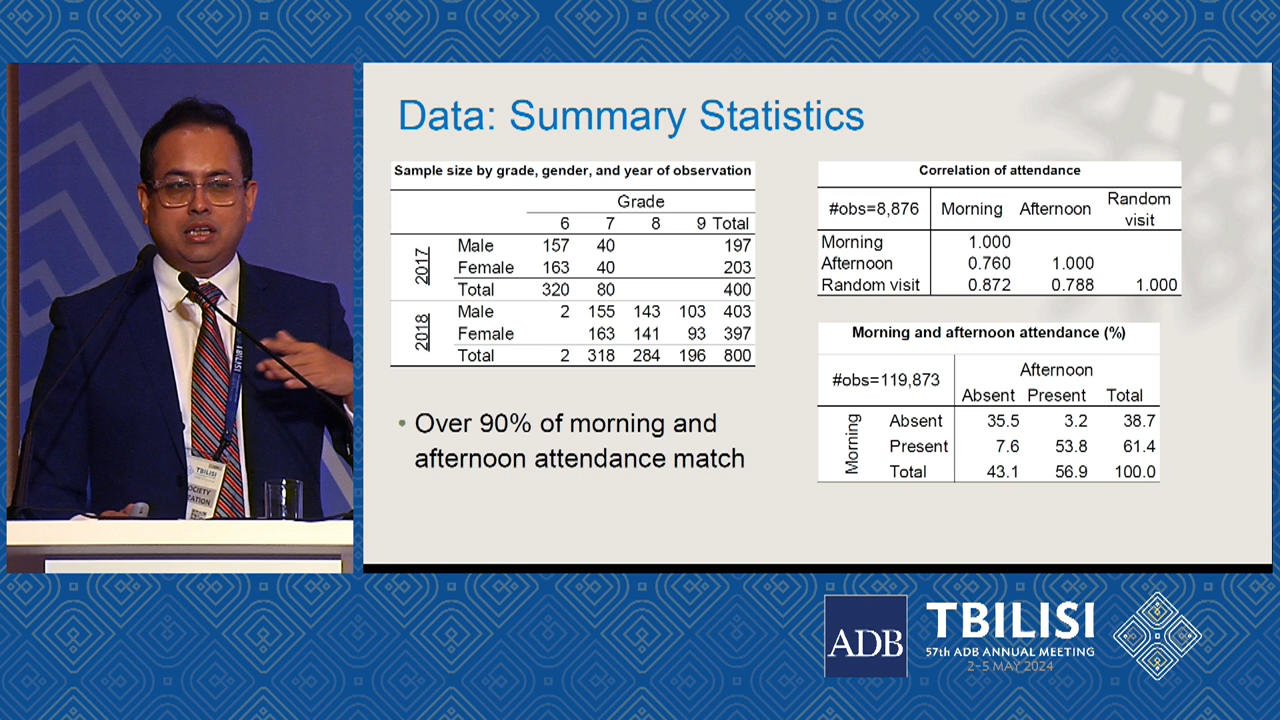 Data: Summary Statistics
Sample size by grade, gender, and year of observation
Grade
6 7 8 9 Total
2017
Male 157 40 197
Female 163 40 203
Total 320 80 400
2018
Male 2 155 143 103 403
Female 163 141 93 397
Total 2 318 284 196 800
• Over 90% of morning and
afternoon attendance match
Correlation of attendance
#obs=8,876 Morning Afternoon Random visit
Morning 1.000
Afternoon 0.760 1.000
Random visit 0.872 0.788 1.000
Morning and afternoon attendance (%)
#obs=119,873 Afternoon
Absent Present Total
Morning
Absent 35.5 3.2 38.7
Present 7.6 53.8 61.4
Total 43.1 56.9 100.0
TBILISI
TBILISI
ADB
TBILISI
57th ADB ANNUAL MEETING
2-5 MAY 2024